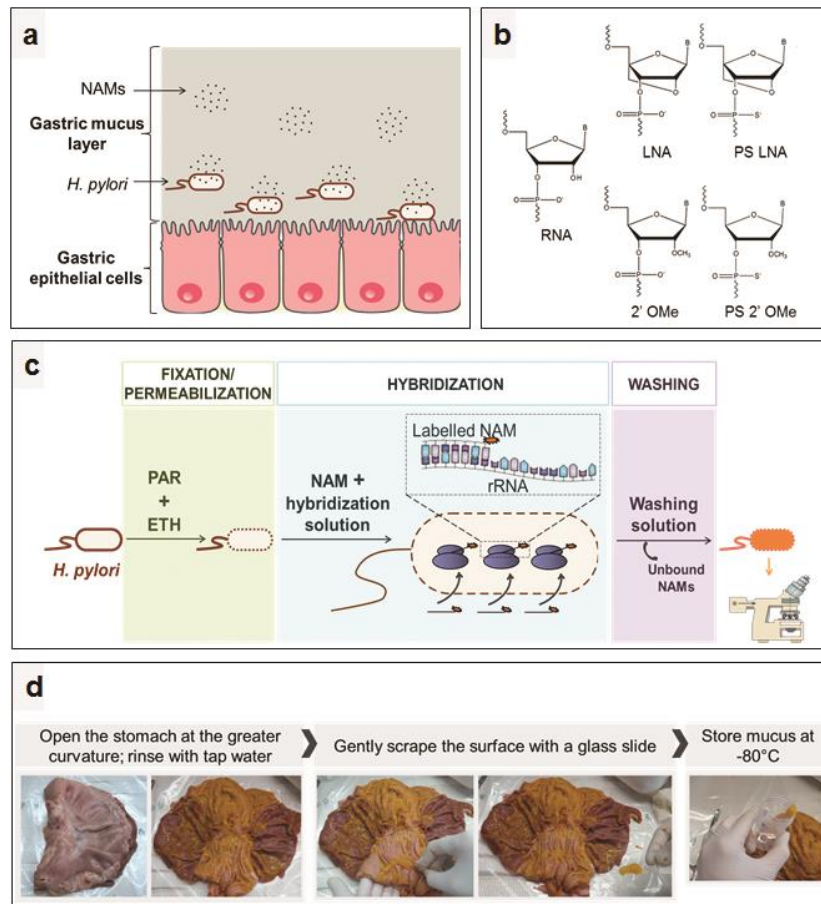 a
NAMs
Gastric mucus
layer
H. pylori
Gastric
epithelial cells
b
B
O
O
P
O-
OH
RNA
B
O
O
O
O
P
O-
LNA
B
O
O
O
O
P
S-
PS LNA
B
O
O
OCH3
O
P
O-
2' OMe
B
O
O
OCH3
O
P
S-
PS 2' OMe
c
FIXATION/
PERMEABILIZATION
HYBRIDIZATION
WASHING
PAR
+
ETH
H. pylori
NAM +
hybridization
solution
Labelled NAM
rRNA
Washing
solution
Unbound
NAMs
d
Open the stomach at the greater
curvature; rinse with tap water
Gently scrape the surface with a glass slide
Store mucus at
-80°C